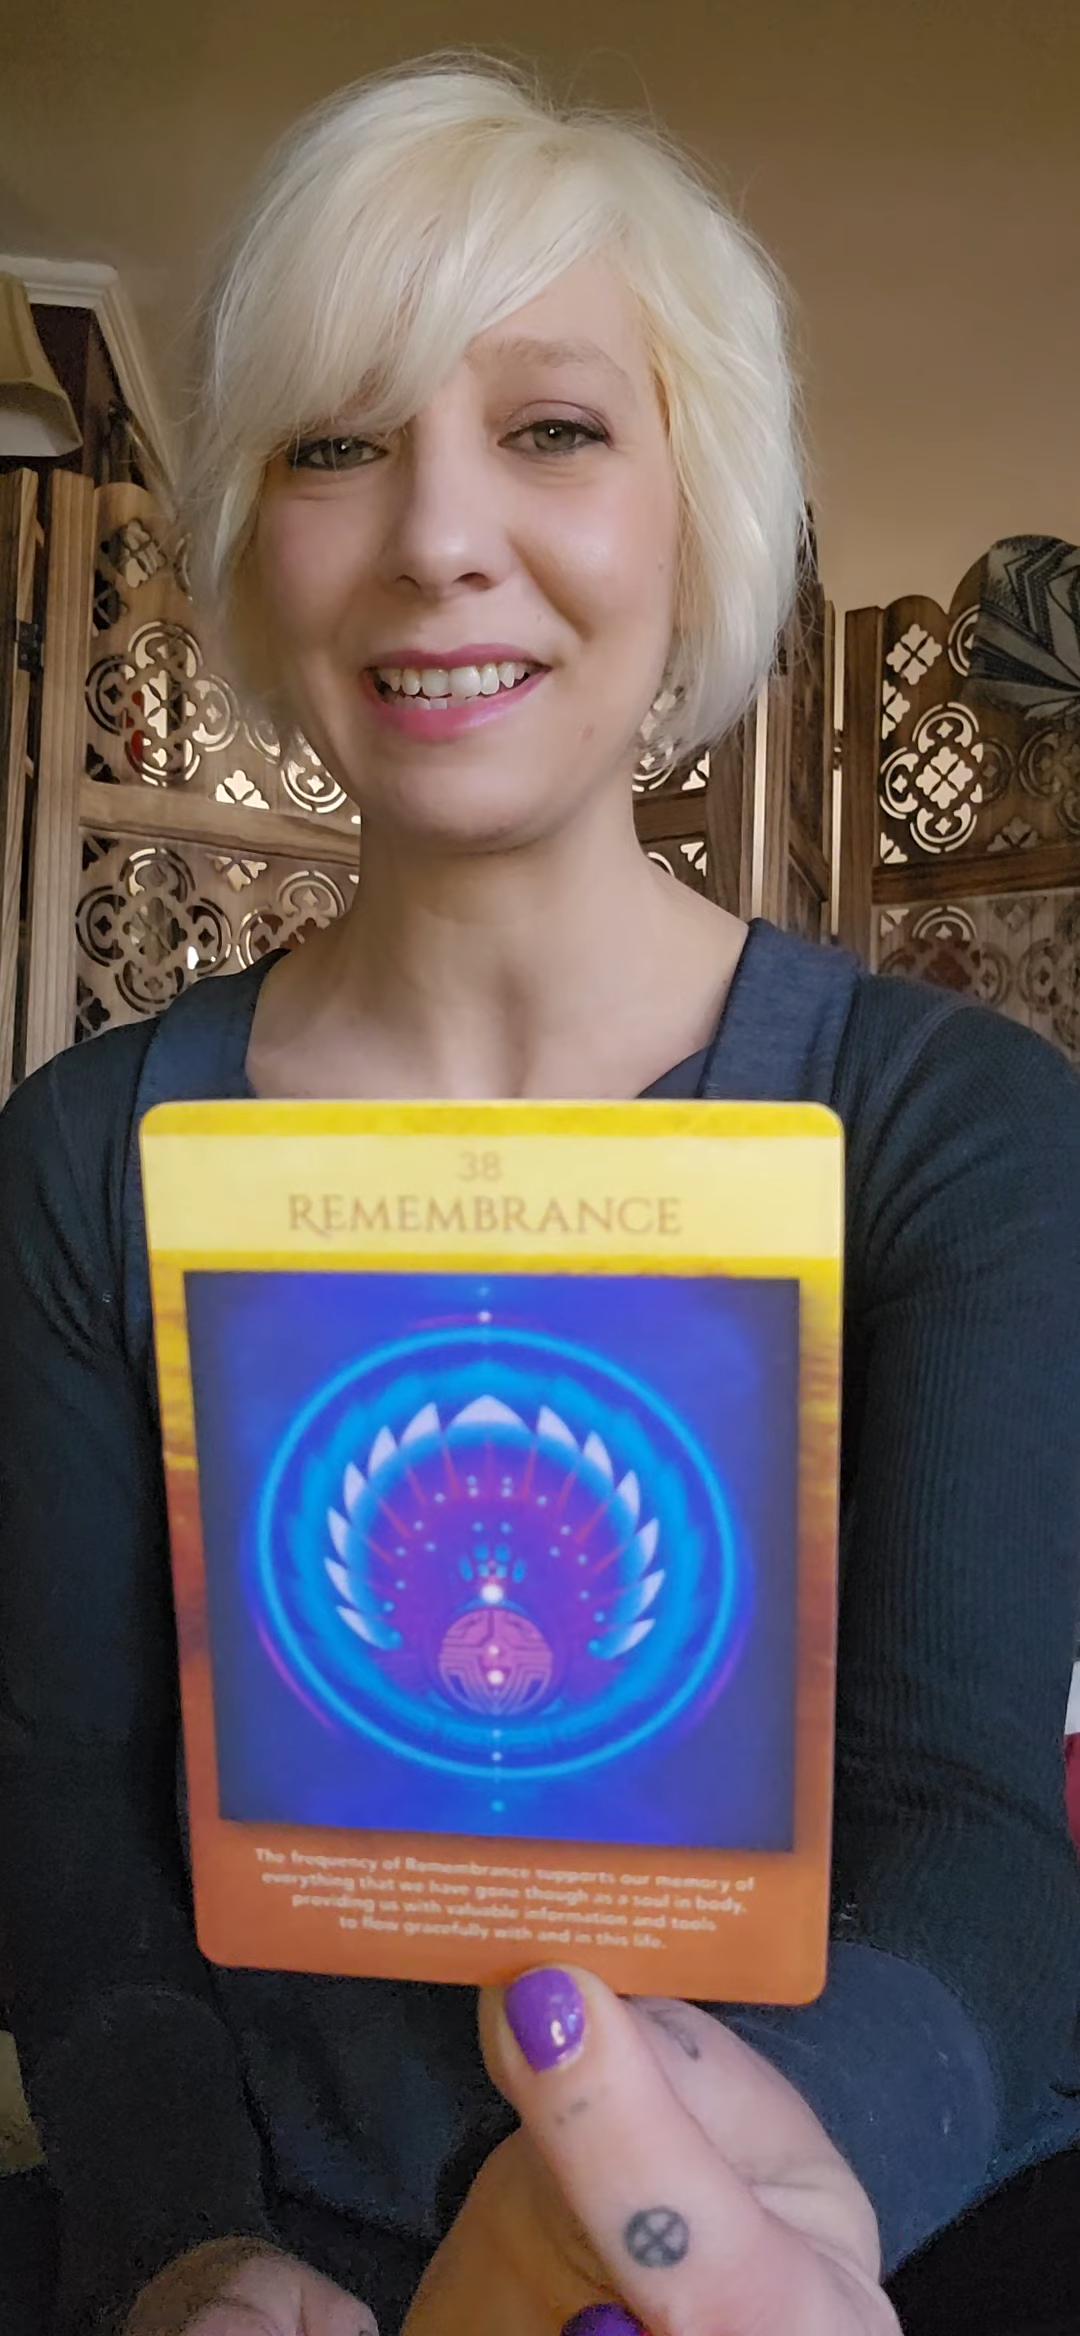 38
REMEMBRANCE
The frequency of Remembrance supports our memory of
everything that we have gone though as a soul in body,
providing us with valuable information and tools
to flow gracefully with and in this life.